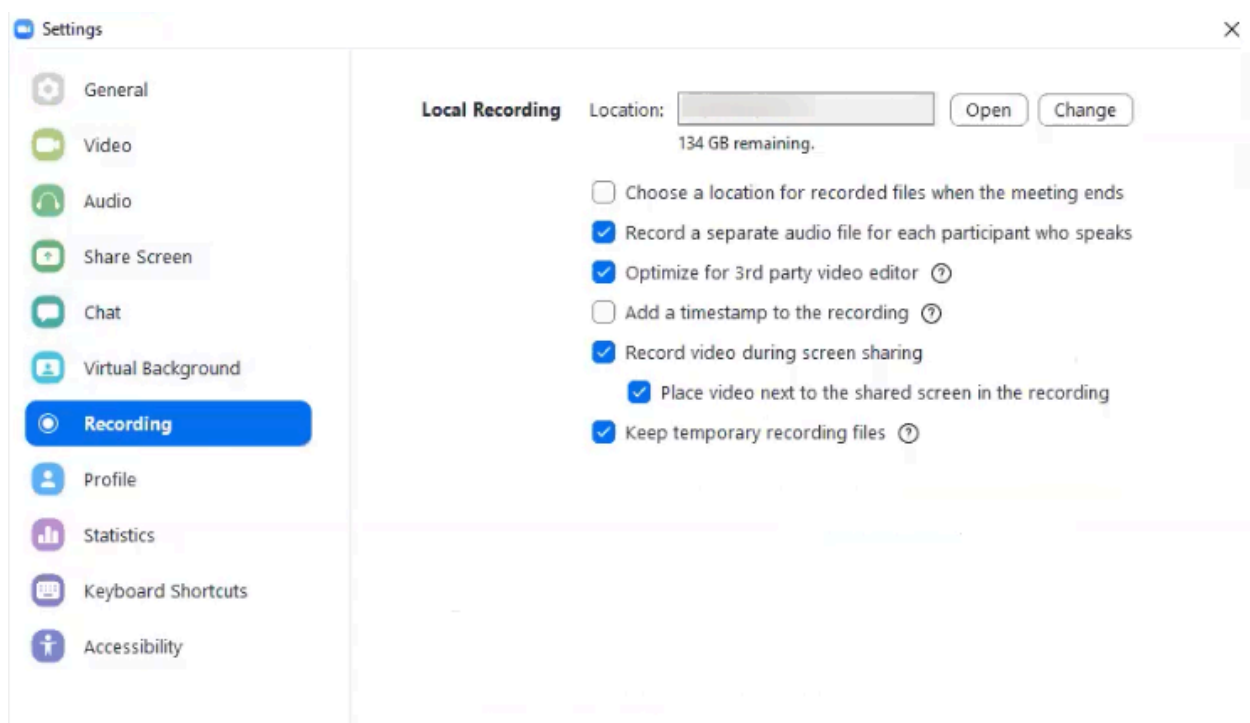 Settings
General
Video
Audio
Share Screen
Chat
Virtual Background
Recording
Profile
Statistics
Keyboard Shortcuts
Accessibility
Local Recording Location: Open Change
134 GB remaining.
Choose a location for recorded files when the meeting ends
Record a separate audio file for each participant who speaks
Optimize for 3rd party video editor ?
Add a timestamp to the recording ?
Record video during screen sharing
Place video next to the shared screen in the recording
Keep temporary recording files ?